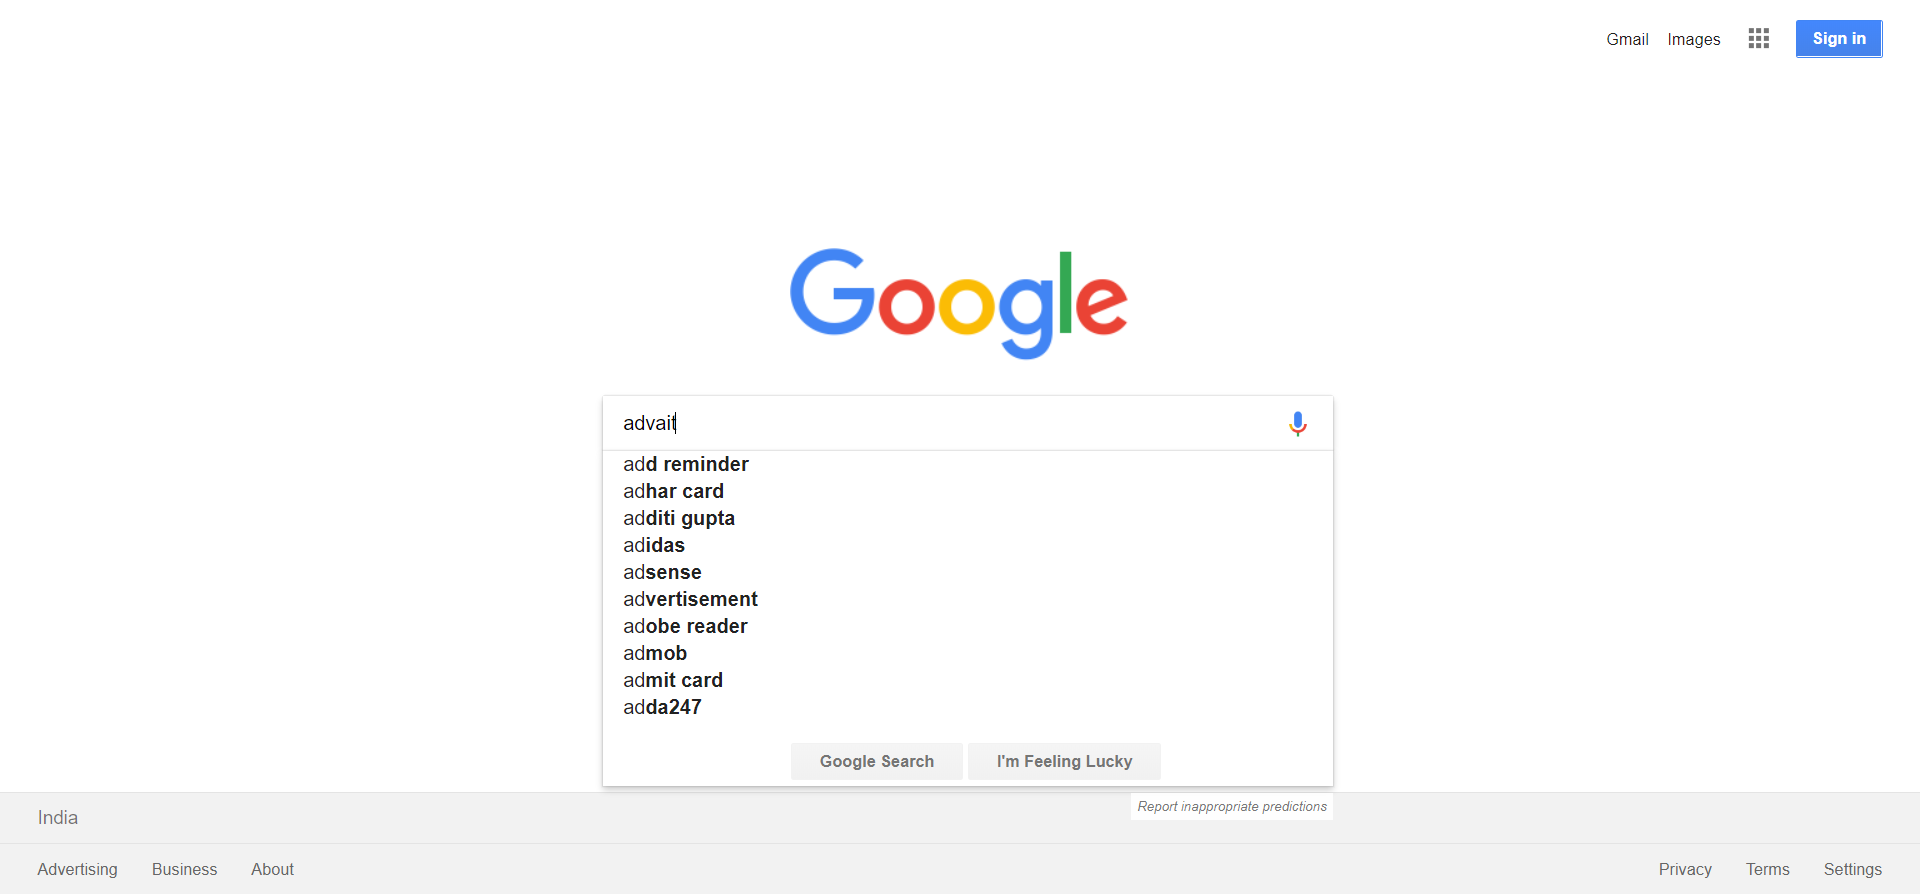 Gmail Images Sign in
Google
advait
add reminder
adhar card
additi gupta
adidas
adsense
advertisement
adobe reader
admob
admit card
adda247
Google Search I'm Feeling Lucky
Report inappropriate predictions
India
Advertising Business About Privacy Terms Settings